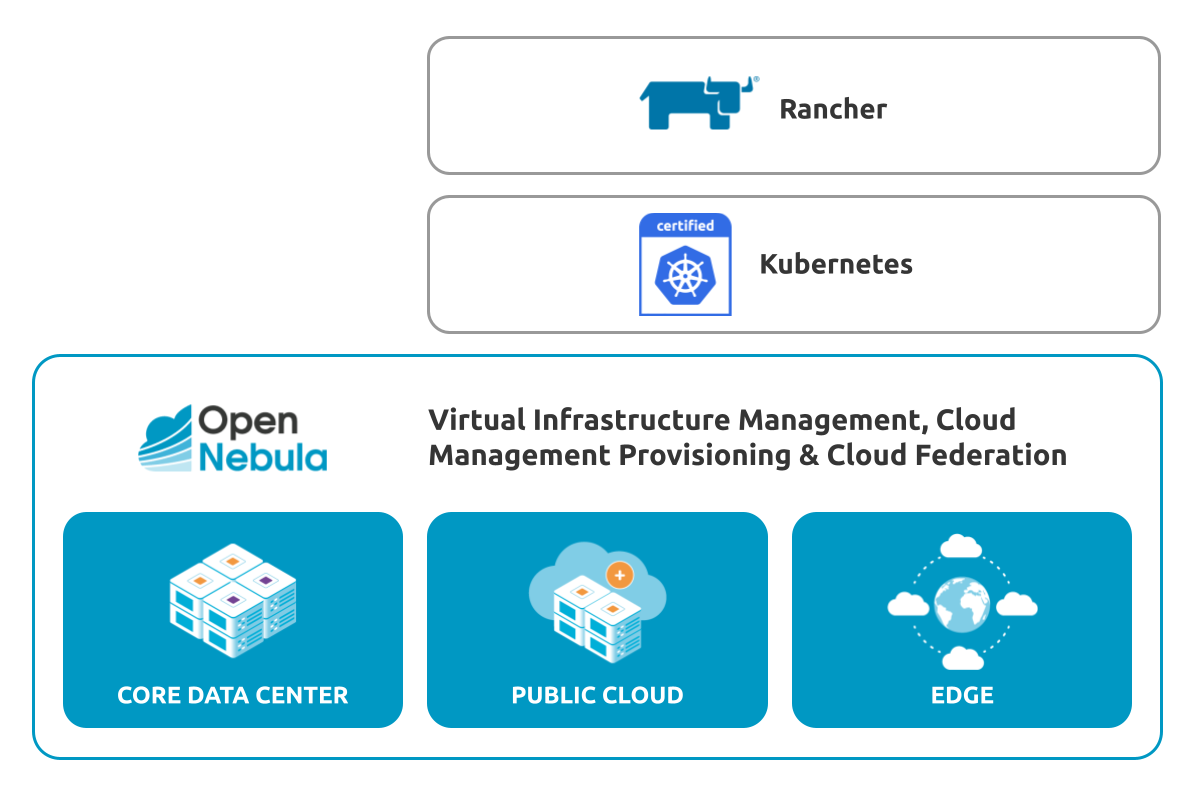 Rancher
certified
Kubernetes
Open
Nebula
Virtual Infrastructure Management, Cloud
Management Provisioning & Cloud Federation
CORE DATA CENTER
PUBLIC CLOUD
EDGE